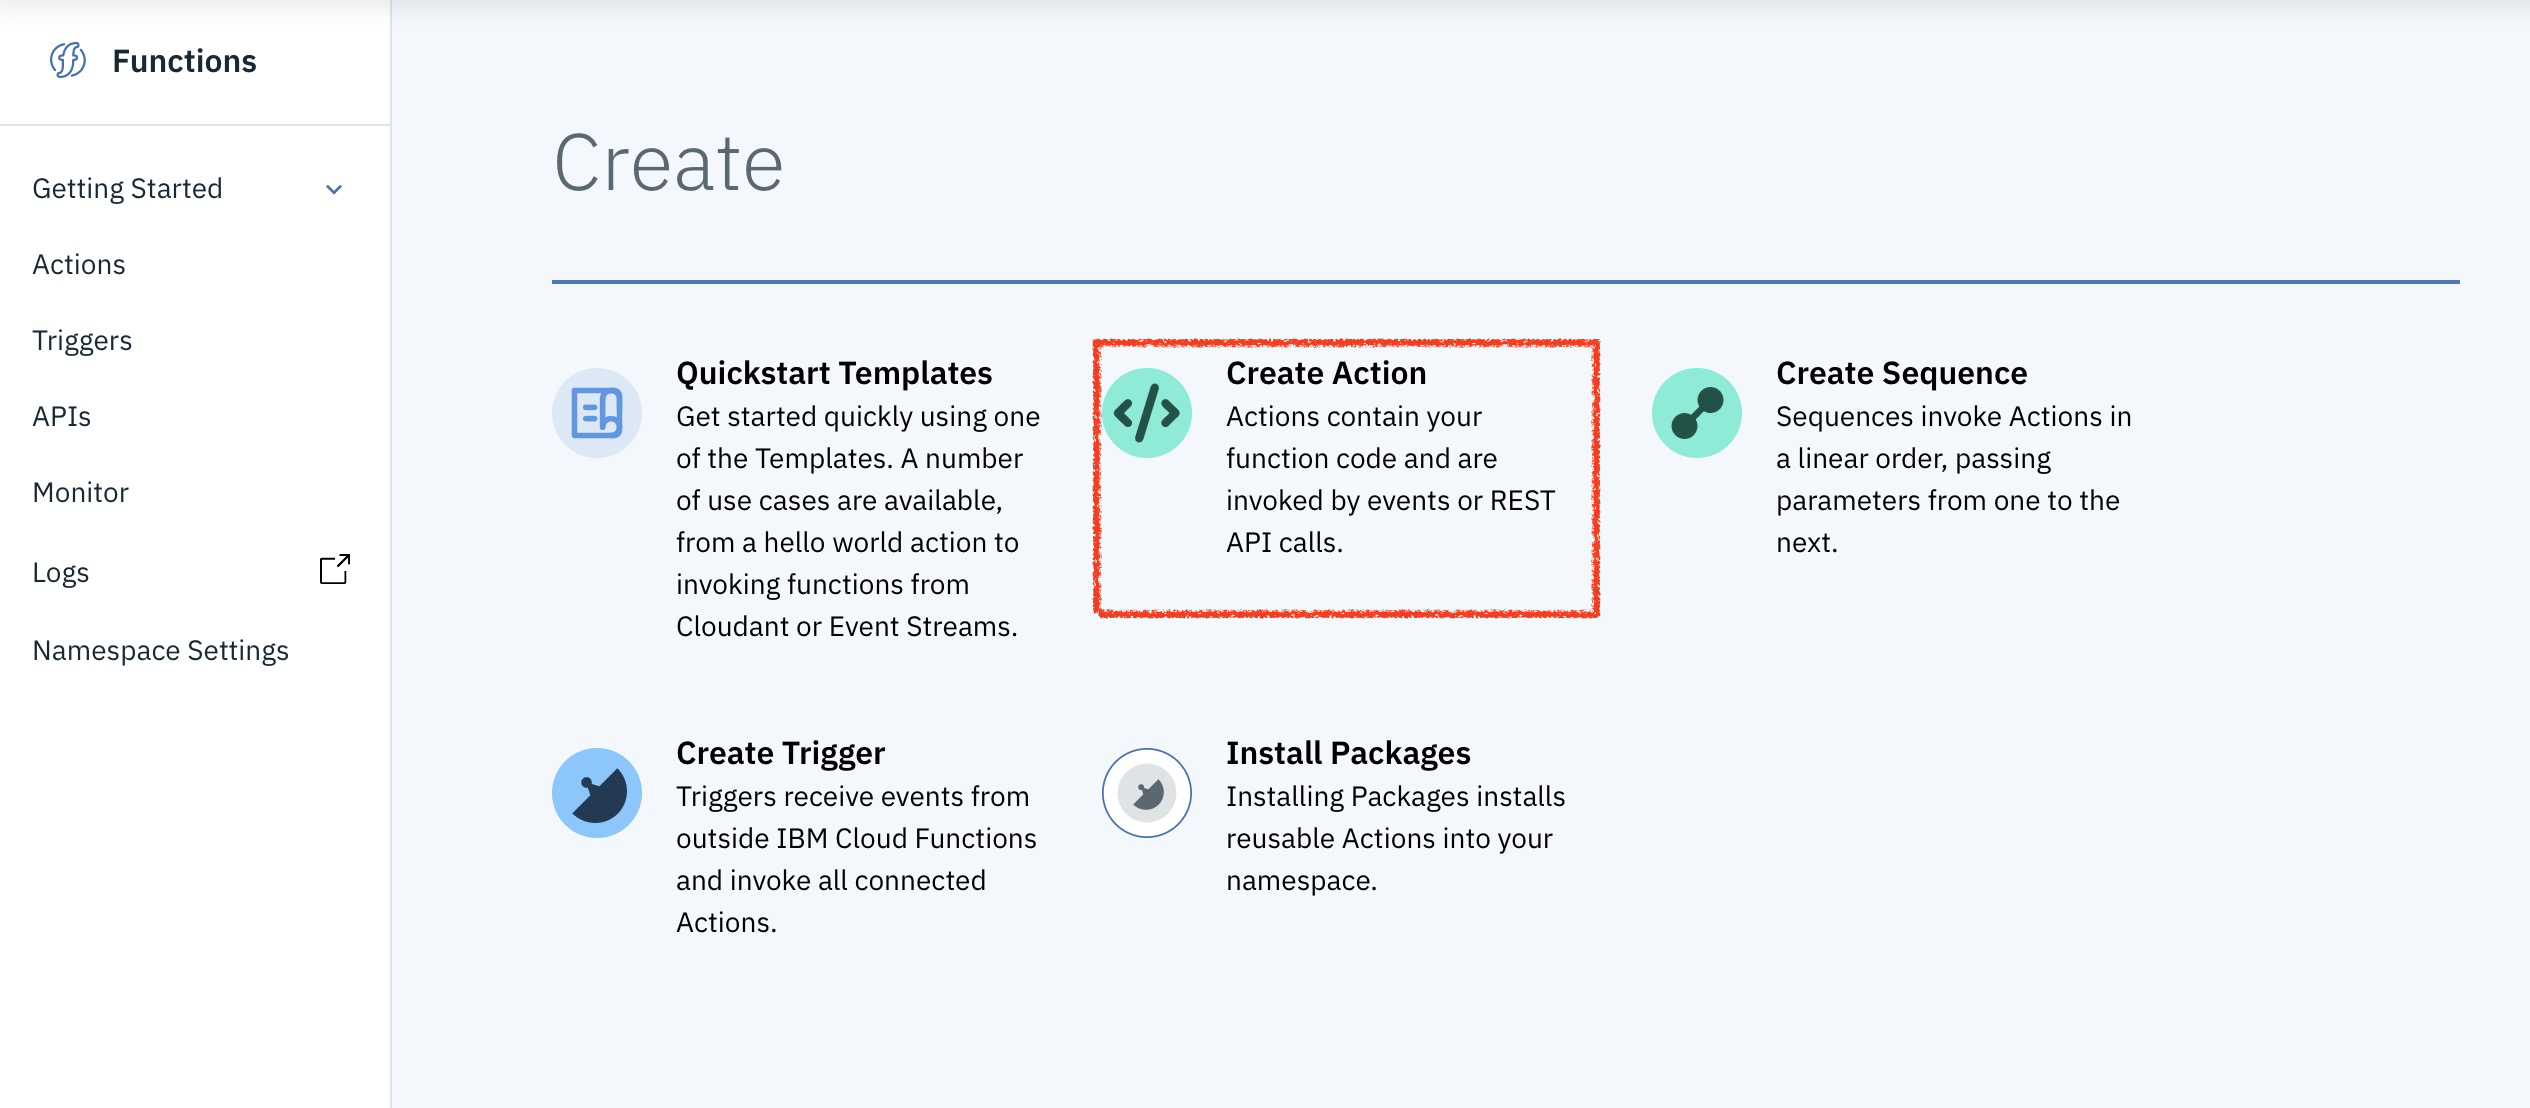 Functions
Getting Started
Actions
Triggers
APIs
Monitor
Logs
Namespace Settings
Create
Quickstart Templates
Get started quickly using one
of the Templates. A number
of use cases are available,
from a hello world action to
invoking functions from
Cloudant or Event Streams.
Create Action
Actions contain your
function code and are
invoked by events or REST
API calls.
Create Sequence
Sequences invoke Actions in
a linear order, passing
parameters from one to the
next.
Create Trigger
Triggers receive events from
outside IBM Cloud Functions
and invoke all connected
Actions.
Install Packages
Installing Packages installs
reusable Actions into your
namespace.